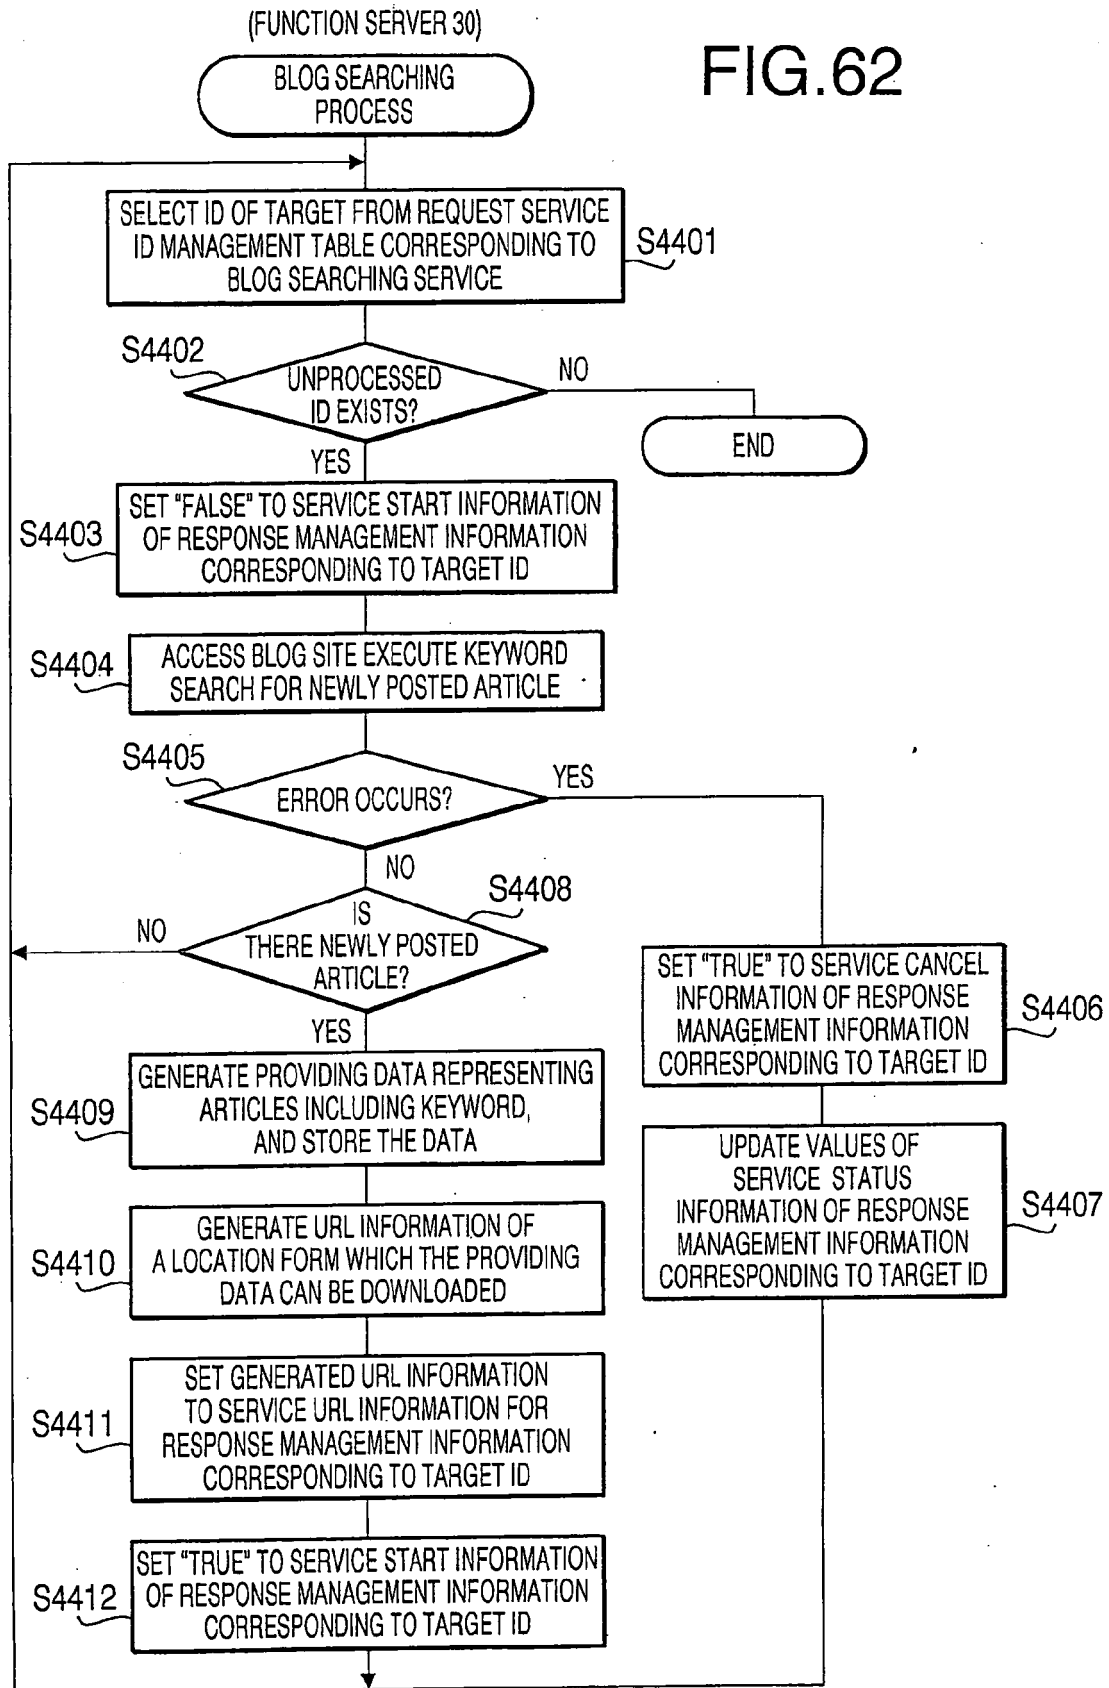 (FUNCTION SERVER 30)
FIG.62
BLOG SEARCHING
PROCESS
SELECT ID OF TARGET FROM REQUEST SERVICE
ID MANAGEMENT TABLE CORRESPONDING TO
BLOG SEARCHING SERVICE
S4401
S4402
UNPROCESSED
ID EXISTS?
NO
END
YES
SET "FALSE" TO SERVICE START INFORMATION
OF RESPONSE MANAGEMENT INFORMATION
CORRESPONDING TO TARGET ID
S4403
ACCESS BLOG SITE EXECUTE KEYWORD
SEARCH FOR NEWLY POSTED ARTICLE
S4404
S4405
ERROR OCCURS?
YES
NO
S4408
IS
THERE NEWLY POSTED
ARTICLE?
NO
YES
SET "TRUE" TO SERVICE CANCEL
INFORMATION OF RESPONSE
MANAGEMENT INFORMATION
CORRESPONDING TO TARGET ID
S4406
GENERATE PROVIDING DATA REPRESENTING
ARTICLES INCLUDING KEYWORD,
AND STORE THE DATA
S4409
UPDATE VALUES OF
SERVICE STATUS
INFORMATION OF RESPONSE
MANAGEMENT INFORMATION
CORRESPONDING TO TARGET ID
S4407
GENERATE URL INFORMATION OF
A LOCATION FORM WHICH THE PROVIDING
DATA CAN BE DOWNLOADED
S4410
SET GENERATED URL INFORMATION
TO SERVICE URL INFORMATION FOR
RESPONSE MANAGEMENT INFORMATION
CORRESPONDING TO TARGET ID
S4411
SET "TRUE" TO SERVICE START INFORMATION
OF RESPONSE MANAGEMENT INFORMATION
CORRESPONDING TO TARGET ID
S4412